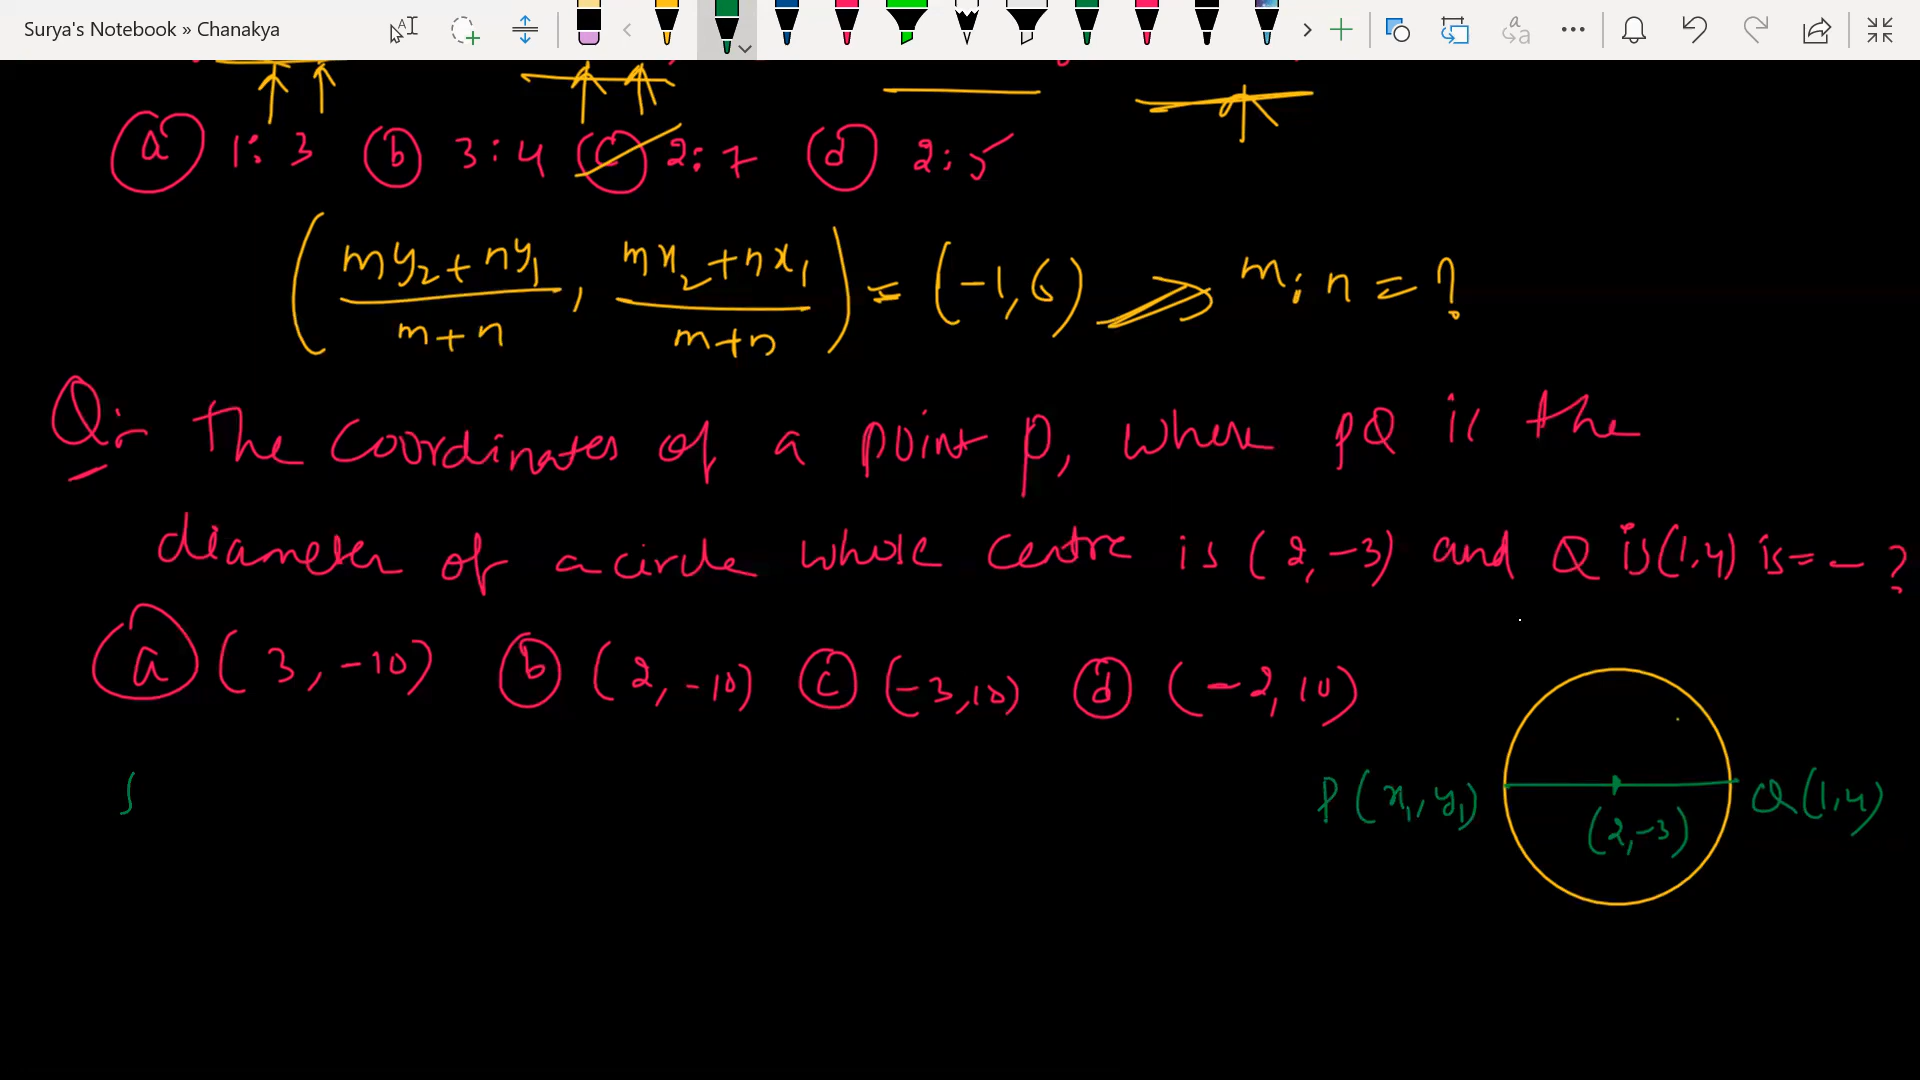 Surya's Notebook » Chanakya
(a) 1:3 (b) 3:4 (c) 2:7 (d) 2:5
(my₂+ny₁/m+n, mx₂+nx₁/m+n) = (-1,6) => m:n=?
Q:- The coordinates of a point P, where PQ is the
diameter of a circle whose centre is (2,-3) and Q is (1,4) is = - ?
(a) (3,-10) (b) (2,-10) (c) (-3,10) (d) (-2,10)
P(x₁,y₁) (2,-3) Q(1,4)